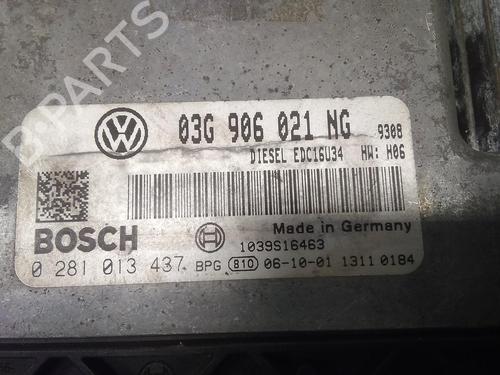 B-PARTS
03G 906 021 NG 9308
DIESEL EDC16U34 HW: H06
Made in Germany
BOSCH 1039S16463
0 281 013 437 BPG 810 06-10-01 1311 0184